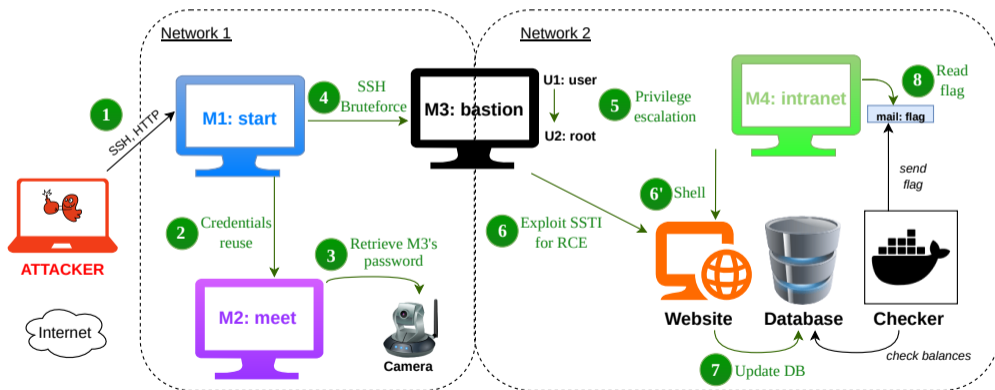 Network 1
Network 2
1
SSH, HTTP
M1: start
4
SSH
Bruteforce
M3: bastion
U1: user
U2: root
5
Privilege
escalation
M4: intranet
8
Read
flag
mail: flag
send
flag
ATTACKER
Internet
2
Credentials
reuse
3
Retrieve M3's
password
M2: meet
Camera
6
Exploit SSTI
for RCE
6'
Shell
Website
Database
Checker
7
Update DB
check balances